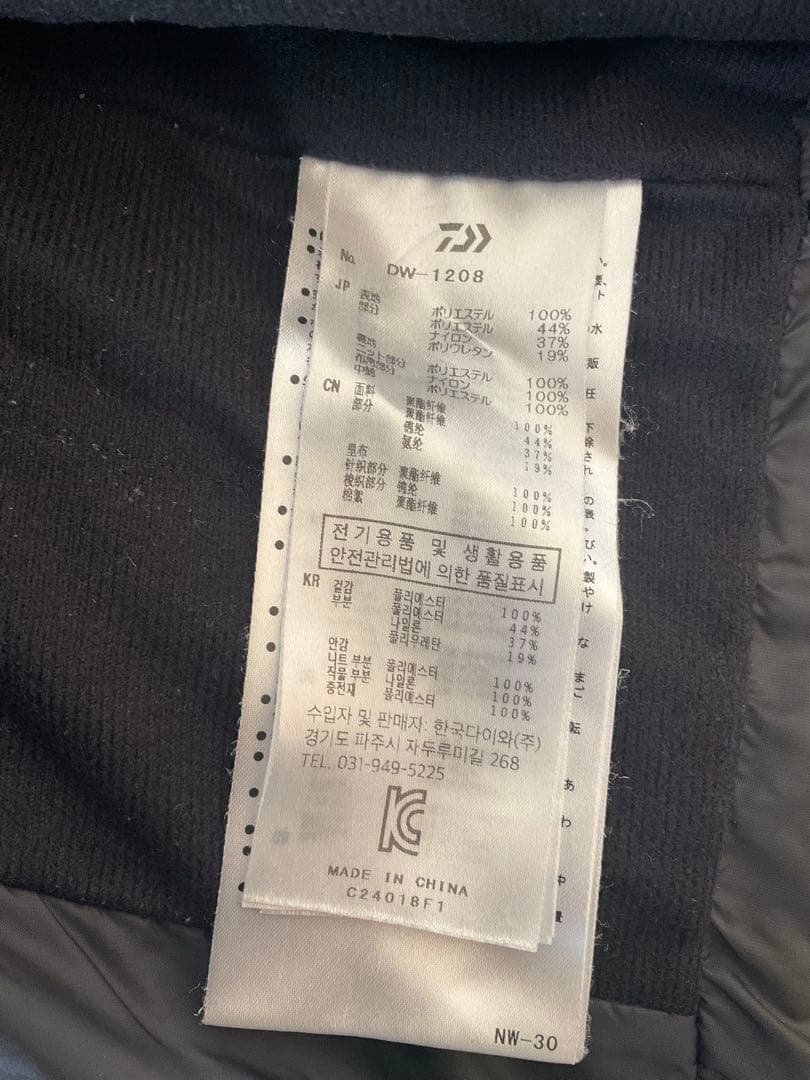 No. DW-1208
JP 表地 ポリエステル 100%
部分 ポリエステル 44%
ナイロン 37%
ポリウレタン 19%
裏地
ニット部分 ポリエステル 100%
布帛部分 ナイロン 100%
中綿 ポリエステル 100%
CN 面料 聚酯纤维 100%
部分 聚酯纤维 44%
锦纶 37%
氨纶 19%
里布
针织部分 聚酯纤维 100%
梭织部分 锦纶 100%
棉絮 聚酯纤维 100%
전기용품 및 생활용품
안전관리법에 의한 품질표시
KR 겉감 폴리에스터 100%
부분 폴리에스터 44%
나일론 37%
폴리우레탄 19%
안감
니트 부분 폴리에스터 100%
직물 부분 나일론 100%
충전재 폴리에스터 100%
수입자 및 판매자: 한국다이와(주)
경기도 파주시 자두루미길 268
TEL. 031-949-5225
KC
MADE IN CHINA
C24018F1
NW-30